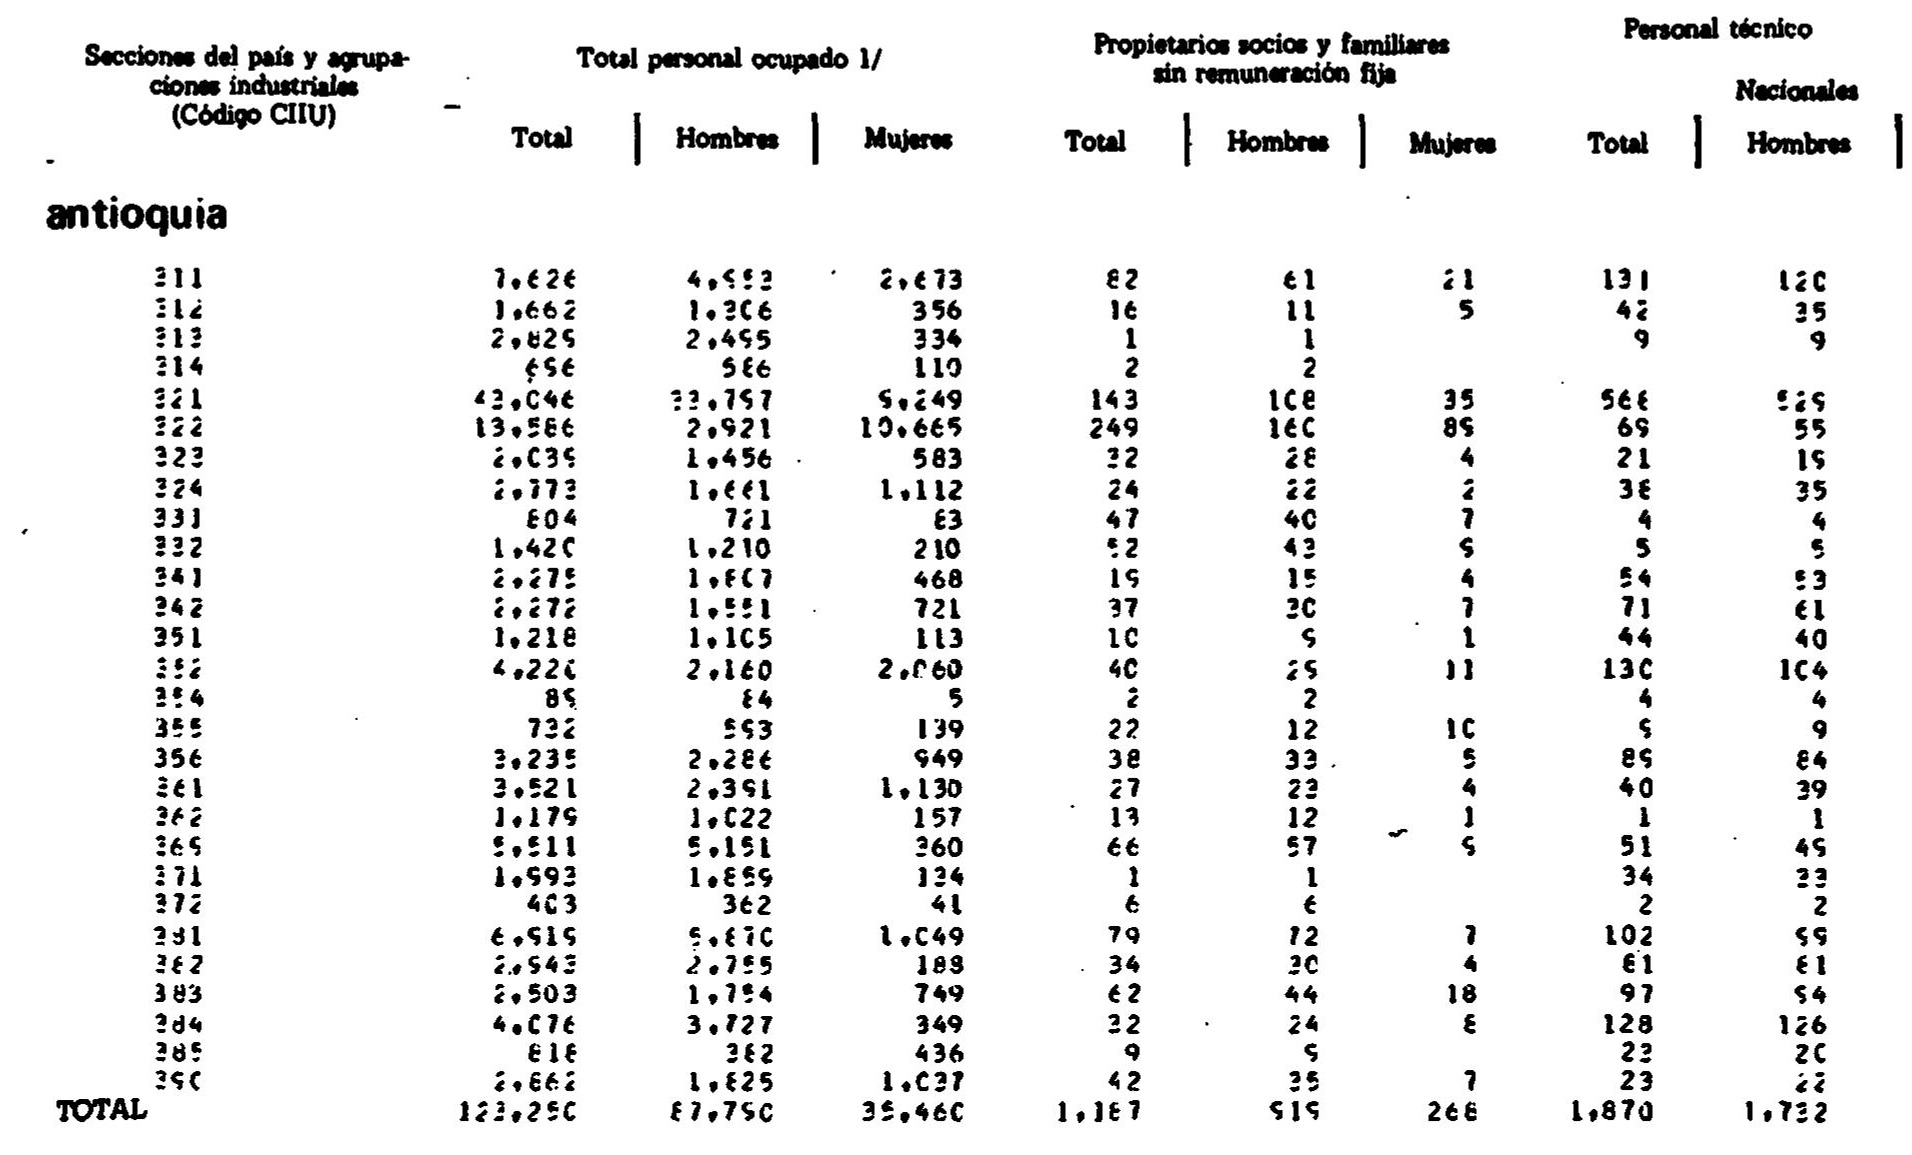 Personal técnico
Secciones del país y agrupa- Total personal ocupado 1/ Propietarios socios y familiares
ciones industriales sin remuneración fija Nacionales
(Código CIIU)
Total Hombres Mujeres Total Hombres Mujeres Total Hombres
antioquia
311 7,626 4,953 2,673 82 61 21 131 120
312 1,662 1,306 356 16 11 5 42 35
313 2,829 2,495 334 1 1 9 9
314 696 586 110 2 2
321 43,046 33,797 9,249 143 108 35 568 529
322 13,586 2,921 10,665 249 160 89 69 55
323 2,039 1,456 583 32 28 4 21 19
324 2,773 1,661 1,112 24 22 2 38 35
331 804 721 83 47 40 7 4 4
332 1,420 1,210 210 52 43 9 5 5
341 2,275 1,807 468 19 15 4 54 53
342 2,272 1,551 721 37 30 7 71 61
351 1,218 1,105 113 10 9 1 44 40
352 4,220 2,160 2,060 40 29 11 130 104
354 89 84 5 2 2 4 4
355 732 593 139 22 12 10 9 9
356 3,235 2,286 949 38 33 5 89 84
361 3,521 2,391 1,130 27 23 4 40 39
362 1,179 1,022 157 13 12 1 1 1
369 5,511 5,151 360 66 57 9 51 49
371 1,993 1,859 134 1 1 34 33
372 403 362 41 6 6 2 2
381 6,919 5,870 1,049 79 72 7 102 99
382 2,943 2,755 188 34 30 4 81 81
383 2,503 1,754 749 62 44 18 97 94
384 4,076 3,727 349 32 24 8 128 126
385 818 382 436 9 9 23 20
390 2,862 1,825 1,037 42 35 7 23 22
TOTAL 123,250 87,790 35,460 1,187 919 268 1,870 1,732